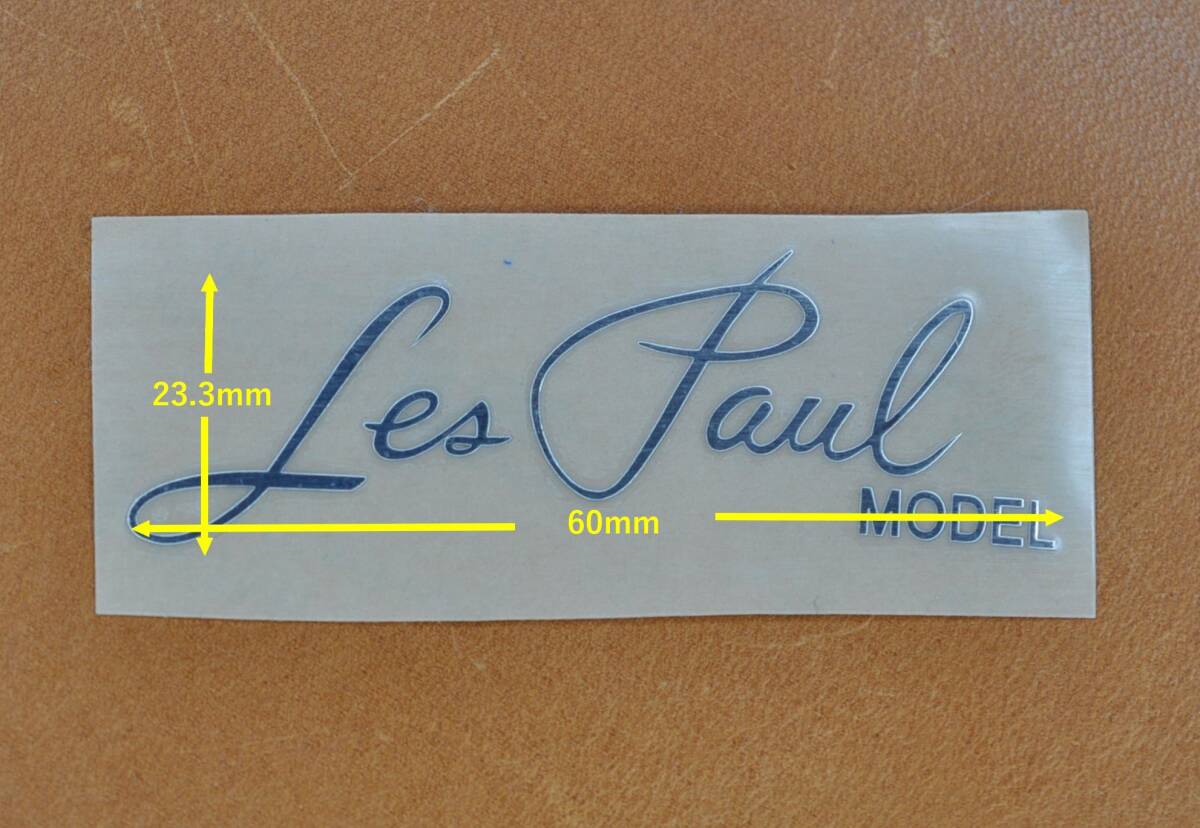 23.3mm
Les Paul
60mm
MODEL